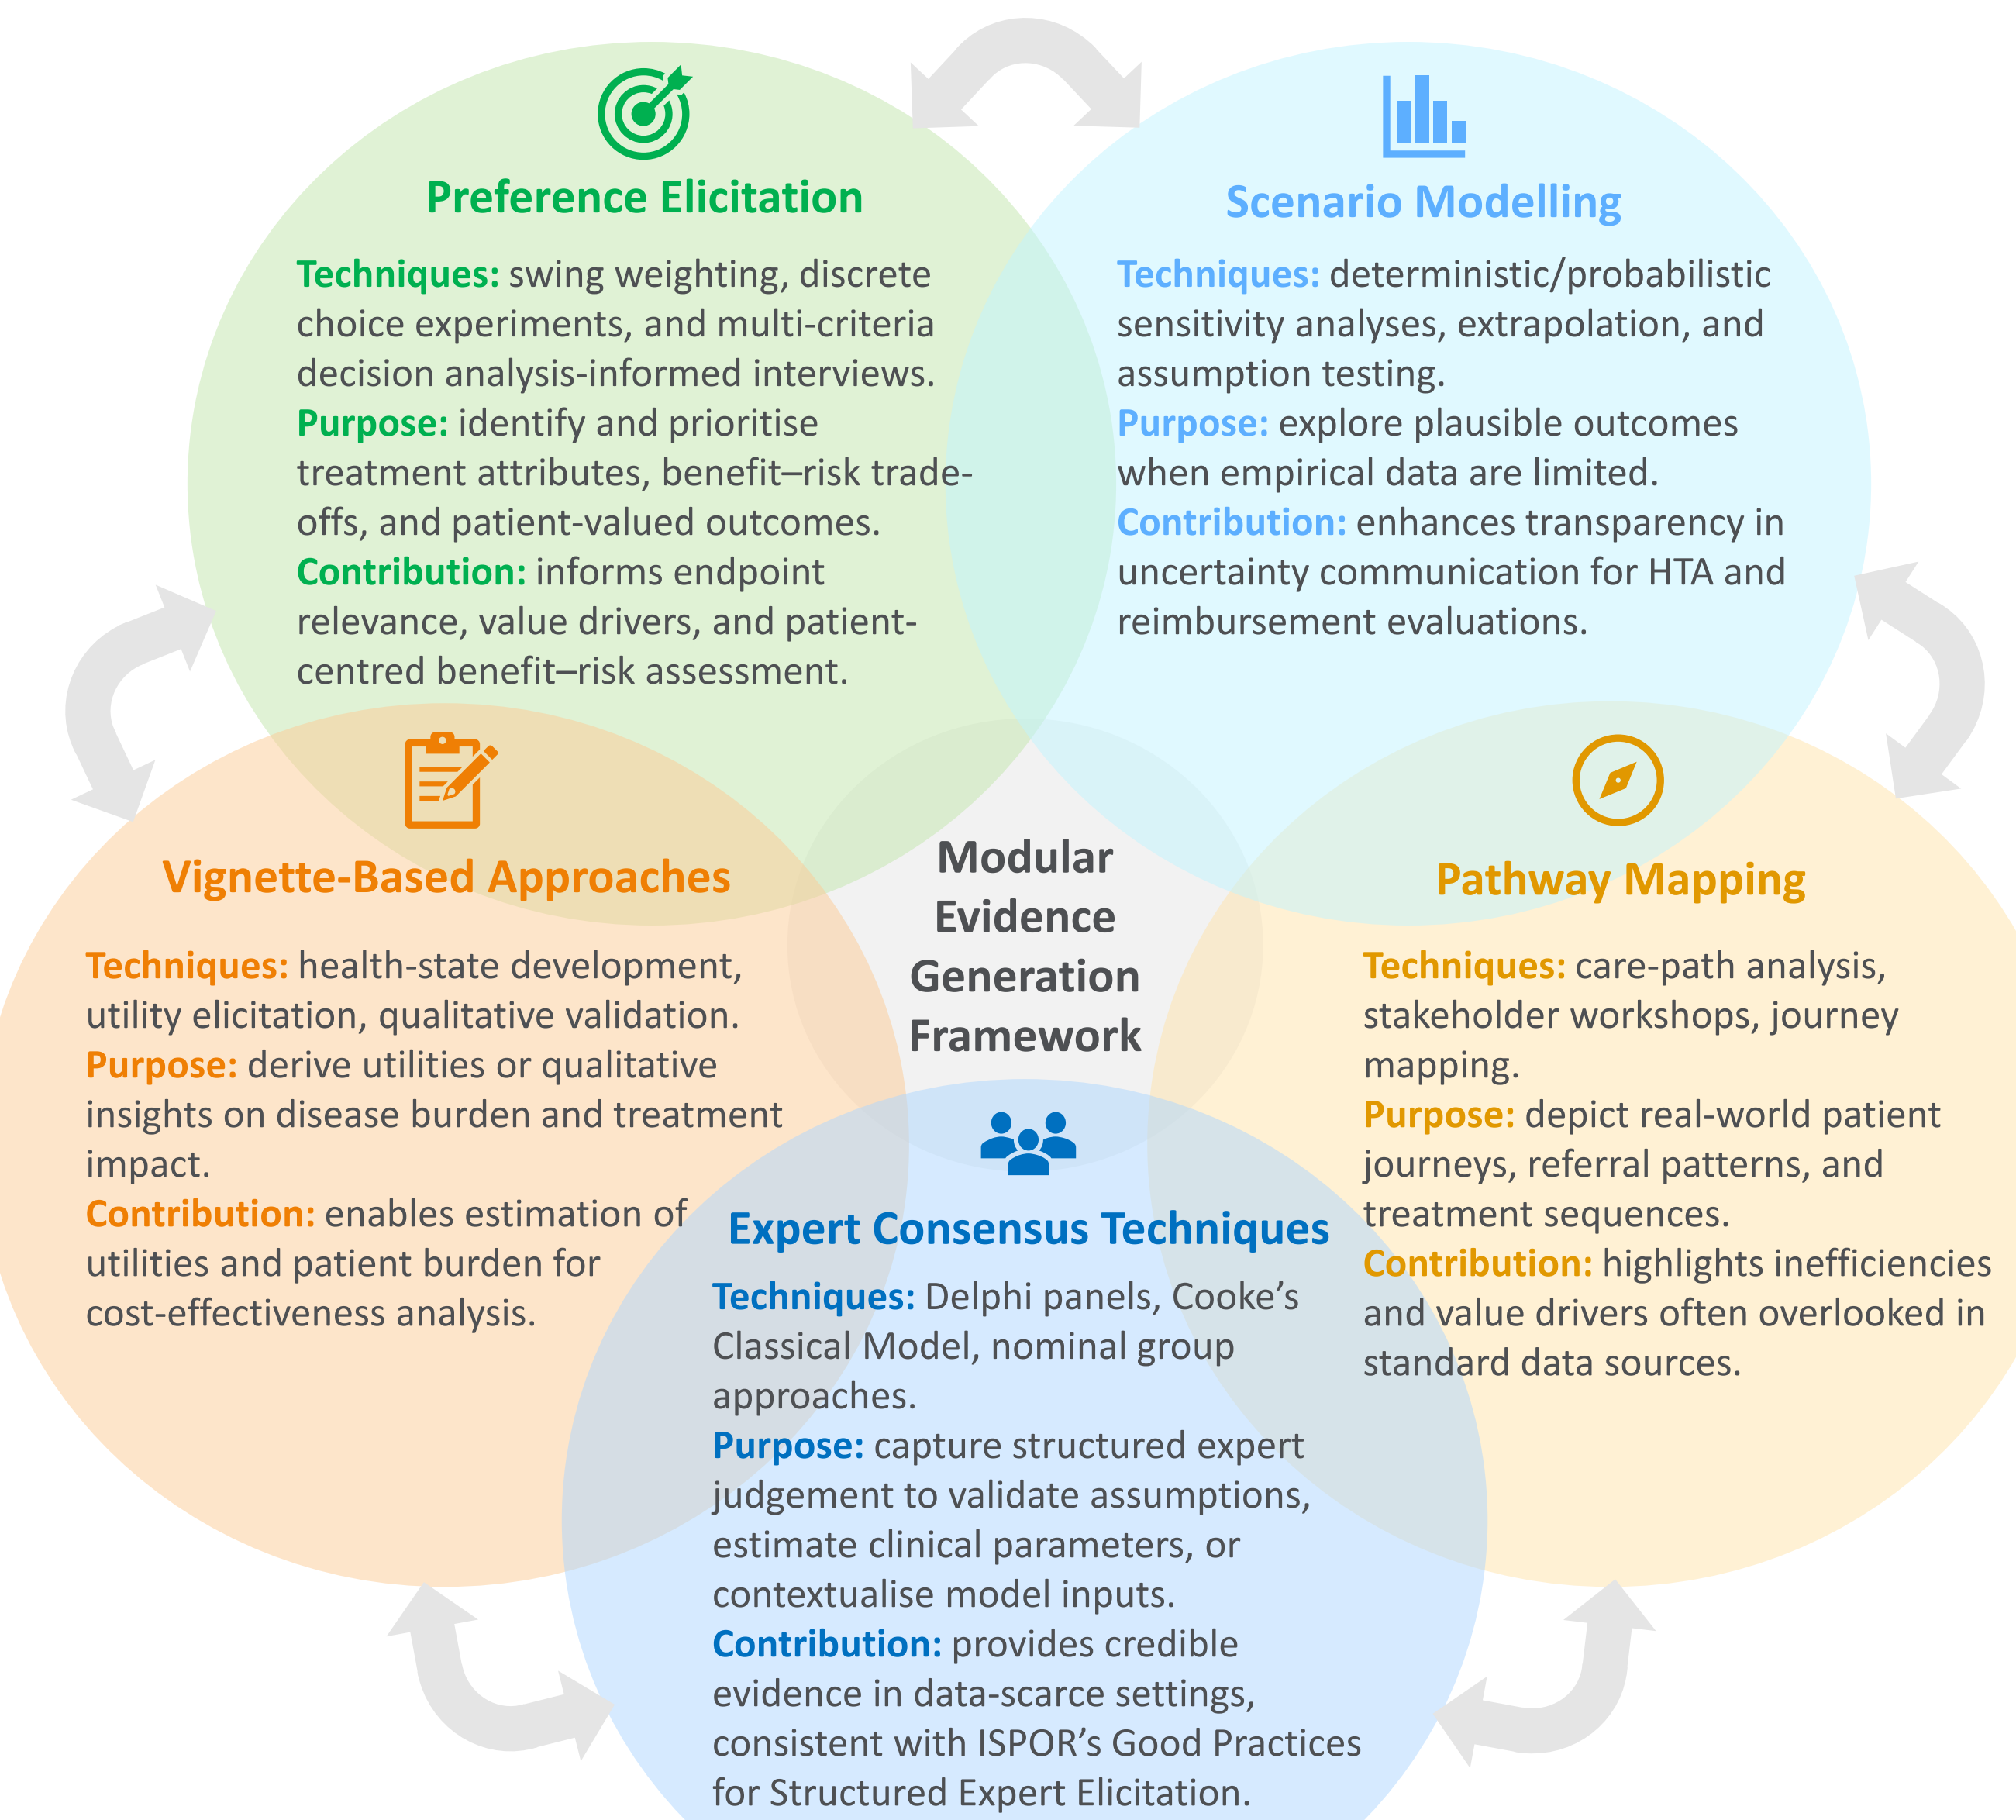 Preference Elicitation
Techniques: swing weighting, discrete
choice experiments, and multi-criteria
decision analysis-informed interviews.
Purpose: identify and prioritise
treatment attributes, benefit–risk trade-
offs, and patient-valued outcomes.
Contribution: informs endpoint
relevance, value drivers, and patient-
centred benefit–risk assessment.
Scenario Modelling
Techniques: deterministic/probabilistic
sensitivity analyses, extrapolation, and
assumption testing.
Purpose: explore plausible outcomes
when empirical data are limited.
Contribution: enhances transparency in
uncertainty communication for HTA and
reimbursement evaluations.
Vignette-Based Approaches
Techniques: health-state development,
utility elicitation, qualitative validation.
Purpose: derive utilities or qualitative
insights on disease burden and treatment
impact.
Contribution: enables estimation of
utilities and patient burden for
cost-effectiveness analysis.
Modular
Evidence
Generation
Framework
Pathway Mapping
Techniques: care-path analysis,
stakeholder workshops, journey
mapping.
Purpose: depict real-world patient
journeys, referral patterns, and
treatment sequences.
Contribution: highlights inefficiencies
and value drivers often overlooked in
standard data sources.
Expert Consensus Techniques
Techniques: Delphi panels, Cooke’s
Classical Model, nominal group
approaches.
Purpose: capture structured expert
judgement to validate assumptions,
estimate clinical parameters, or
contextualise model inputs.
Contribution: provides credible
evidence in data-scarce settings,
consistent with ISPOR’s Good Practices
for Structured Expert Elicitation.